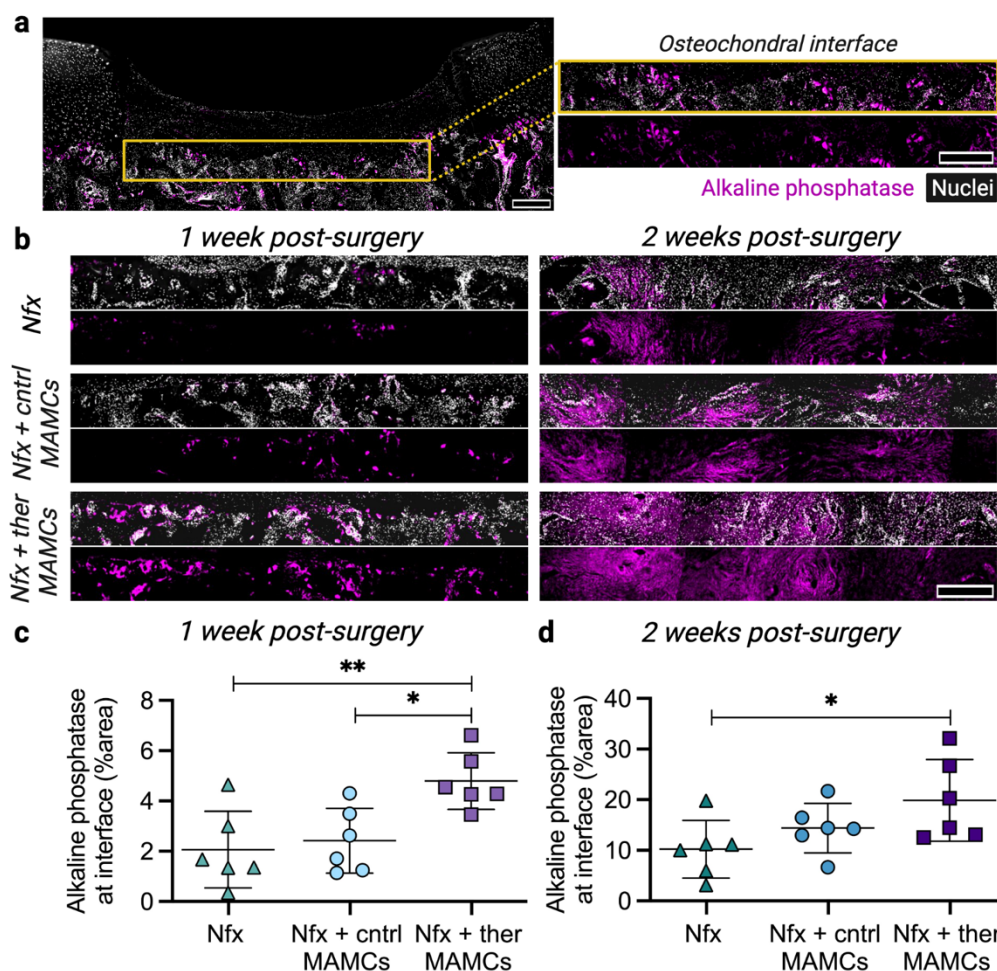 a
Osteochondral interface
Alkaline phosphatase Nuclei
b
1 week post-surgery
2 weeks post-surgery
Nfx
Nfx + cntrl
MAMCs
Nfx + ther
MAMCs
c
1 week post-surgery
**
*
Alkaline phosphatase
at interface (%area)
8
6
4
2
0
Nfx
Nfx + cntrl
MAMCs
Nfx + ther
MAMCs
d
2 weeks post-surgery
*
Alkaline phosphatase
at interface (%area)
40
30
20
10
0
Nfx
Nfx + cntrl
MAMCs
Nfx + ther
MAMCs